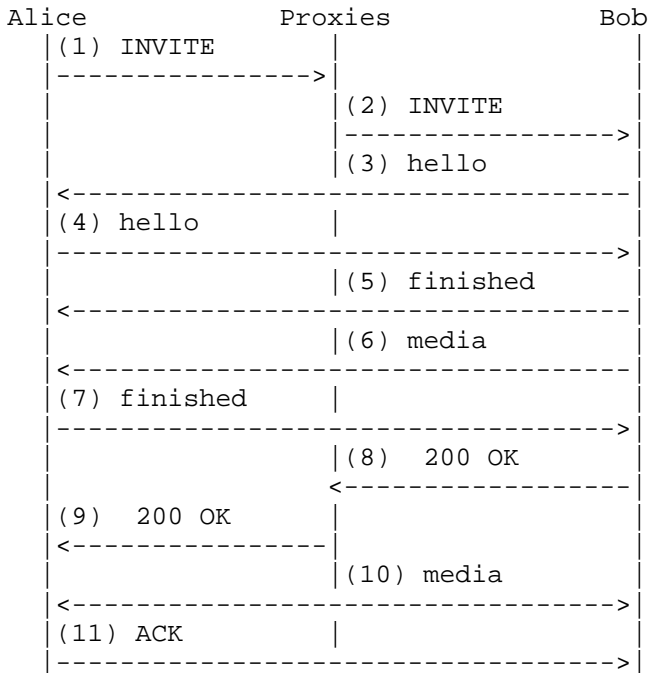 Alice Proxies Bob
(1) INVITE
(2) INVITE
(3) hello
(4) hello
(5) finished
(6) media
(7) finished
(8) 200 OK
(9) 200 OK
(10) media
(11) ACK